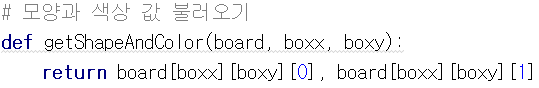 # 모양과 색상 값 불러오기
def getShapeAndColor(board, boxx, boxy):
    return board[boxx][boxy][0], board[boxx][boxy][1]